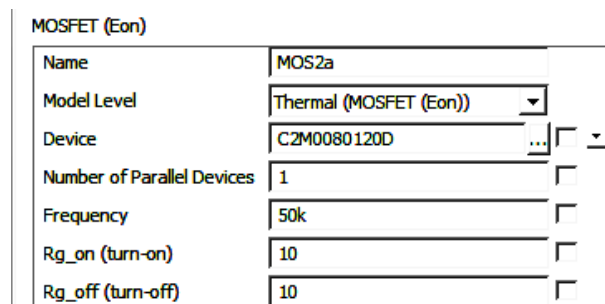 MOSFET (Eon)
Name MOS2a
Model Level Thermal (MOSFET (Eon))
Device C2M0080120D ...
Number of Parallel Devices 1
Frequency 50k
Rg_on (turn-on) 10
Rg_off (turn-off) 10